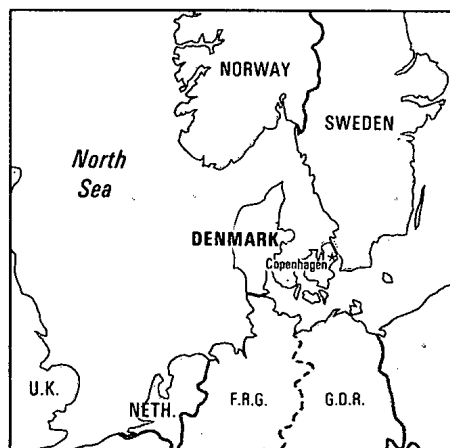 NORWAY
SWEDEN
North
Sea
DENMARK
Copenhagen
U.K.
NETH.
F.R.G.
G.D.R.